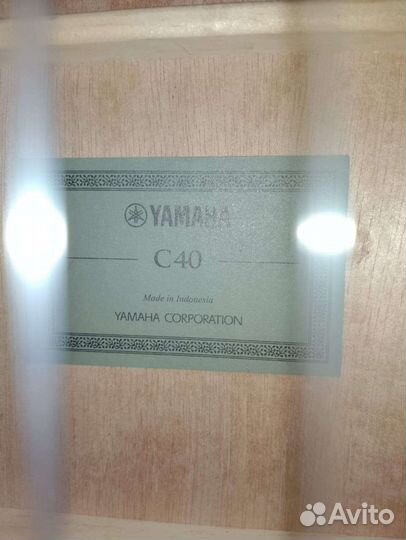 YAMAHA
C40
Made in Indonesia
YAMAHA CORPORATION
Avito